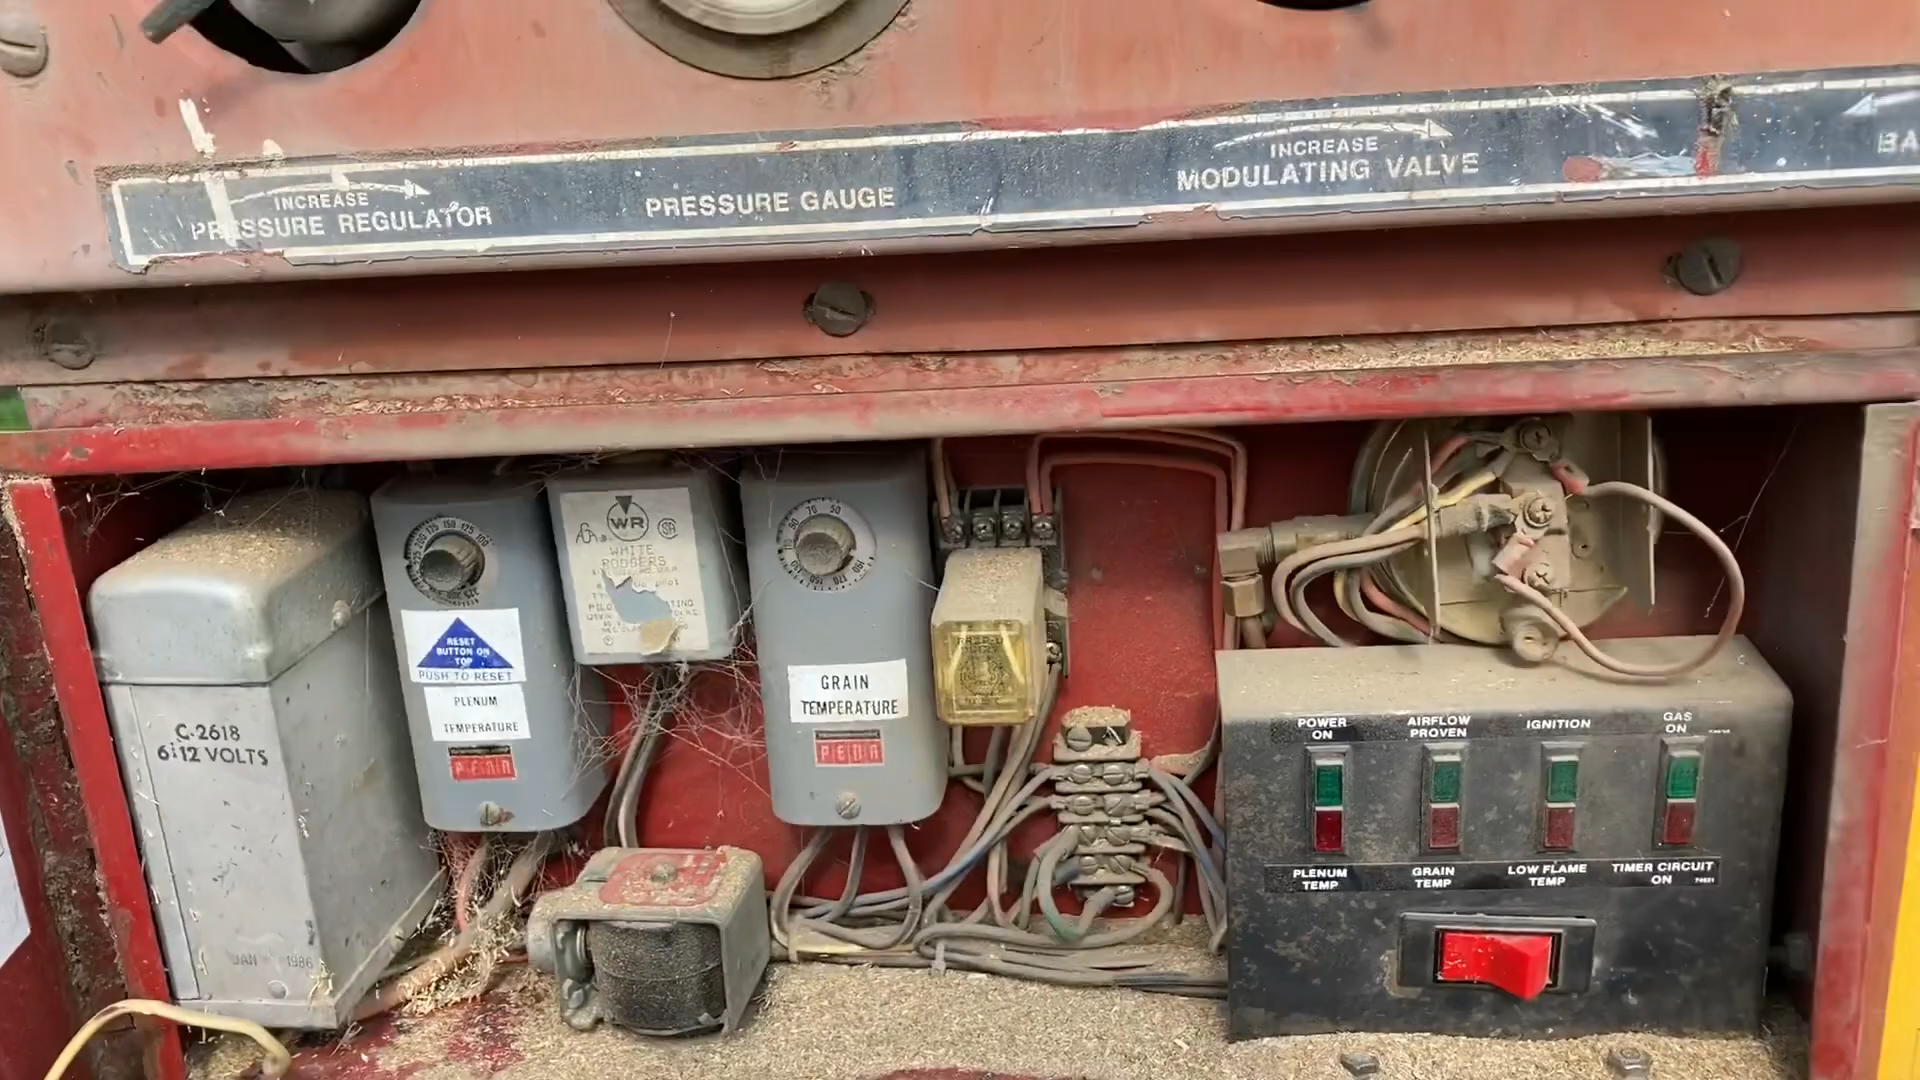 INCREASE
PRESSURE REGULATOR
PRESSURE GAUGE
INCREASE
MODULATING VALVE
BA
C-2618
6:12 VOLTS
JAN 1986
RESET
BUTTON ON
TOP
PUSH TO RESET
PLENUM
TEMPERATURE
PENN
WR
WHITE
RODGERS
GRAIN
TEMPERATURE
PENN
POWER
ON
AIRFLOW
PROVEN
IGNITION
GAS
ON
PLENUM
TEMP
GRAIN
TEMP
LOW FLAME
TEMP
TIMER CIRCUIT
ON